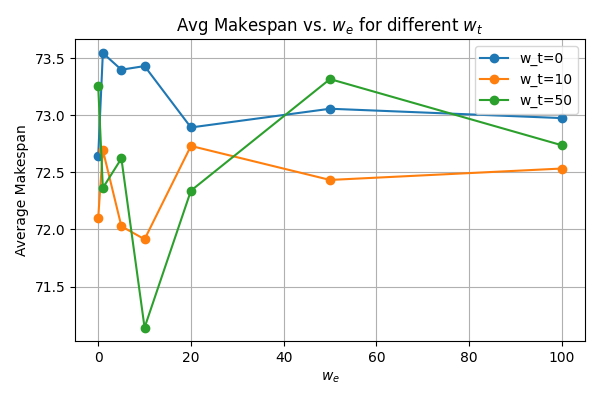 Avg Makespan vs. w_e for different w_t
w_t=0
w_t=10
w_t=50
Average Makespan
73.5
73.0
72.5
72.0
71.5
0 20 40 60 80 100
w_e